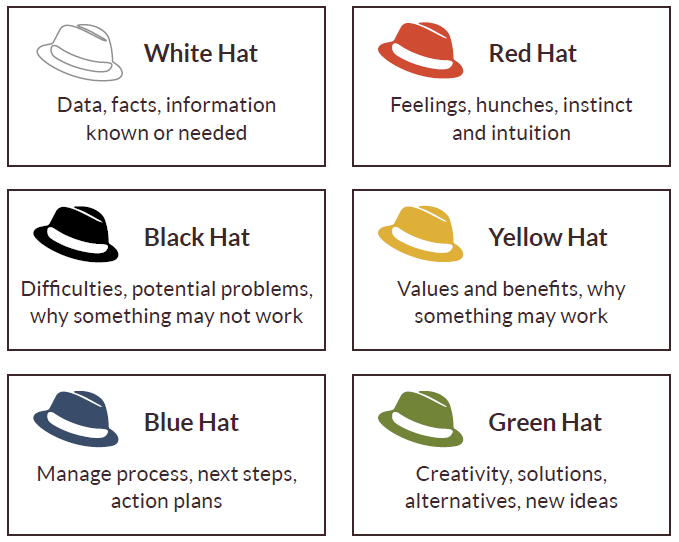 White Hat
Data, facts, information
known or needed
Red Hat
Feelings, hunches, instinct
and intuition
Black Hat
Difficulties, potential problems,
why something may not work
Yellow Hat
Values and benefits, why
something may work
Blue Hat
Manage process, next steps,
action plans
Green Hat
Creativity, solutions,
alternatives, new ideas